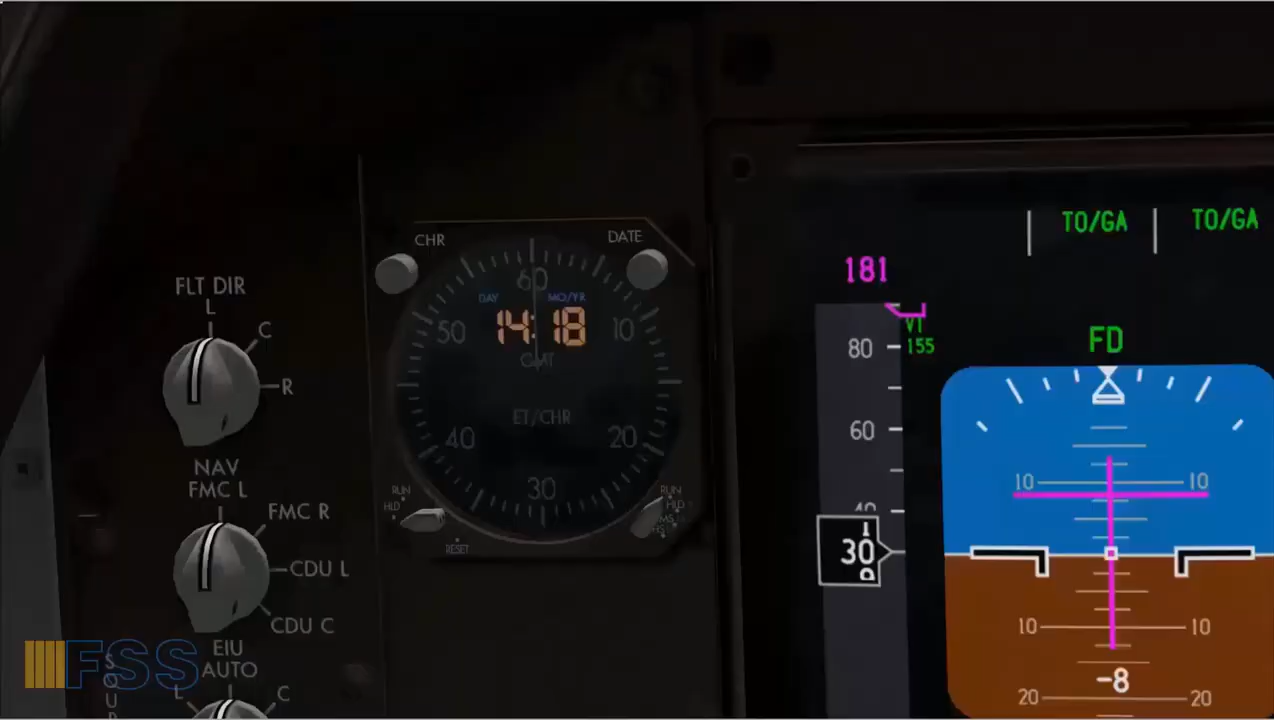 FLT DIR
L
C
R
NAV
FMC L
FMC R
CDU L
CDU C
EIU
AUTO
L
C
FSS
CHR
DATE
60
DAY
MO/YR
14:18
50
10
GMT
ET/CHR
40
20
30
RUN
HLD
RESET
RUN
HLD
TO/GA
TO/GA
181
V1
155
80
60
40
30
FD
10
10
10
10
-8
20
20